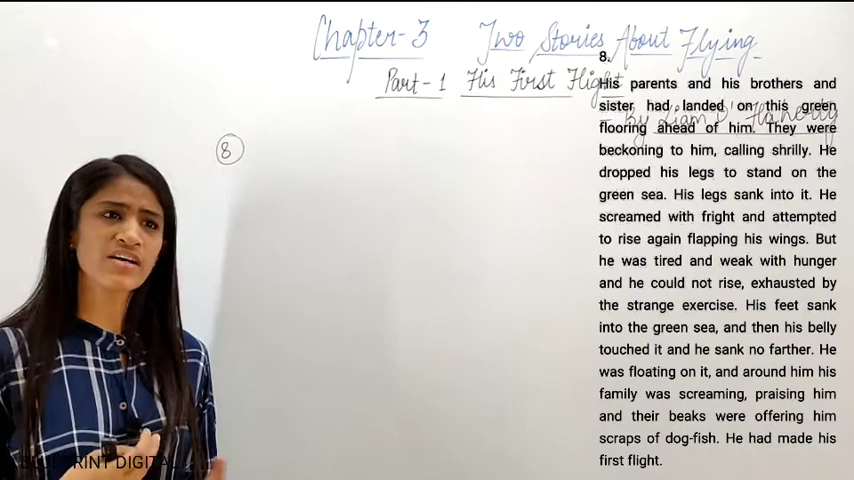 Chapter-3 Two Stories About Flying
Part-1 His First Flight
- by Liam O'Flaherty
8
8.
His parents and his brothers and
sister had landed on this green
flooring ahead of him. They were
beckoning to him, calling shrilly. He
dropped his legs to stand on the
green sea. His legs sank into it. He
screamed with fright and attempted
to rise again flapping his wings. But
he was tired and weak with hunger
and he could not rise, exhausted by
the strange exercise. His feet sank
into the green sea, and then his belly
touched it and he sank no farther. He
was floating on it, and around him his
family was screaming, praising him
and their beaks were offering him
scraps of dog-fish. He had made his
first flight.
BLUEPRINT DIGITAL